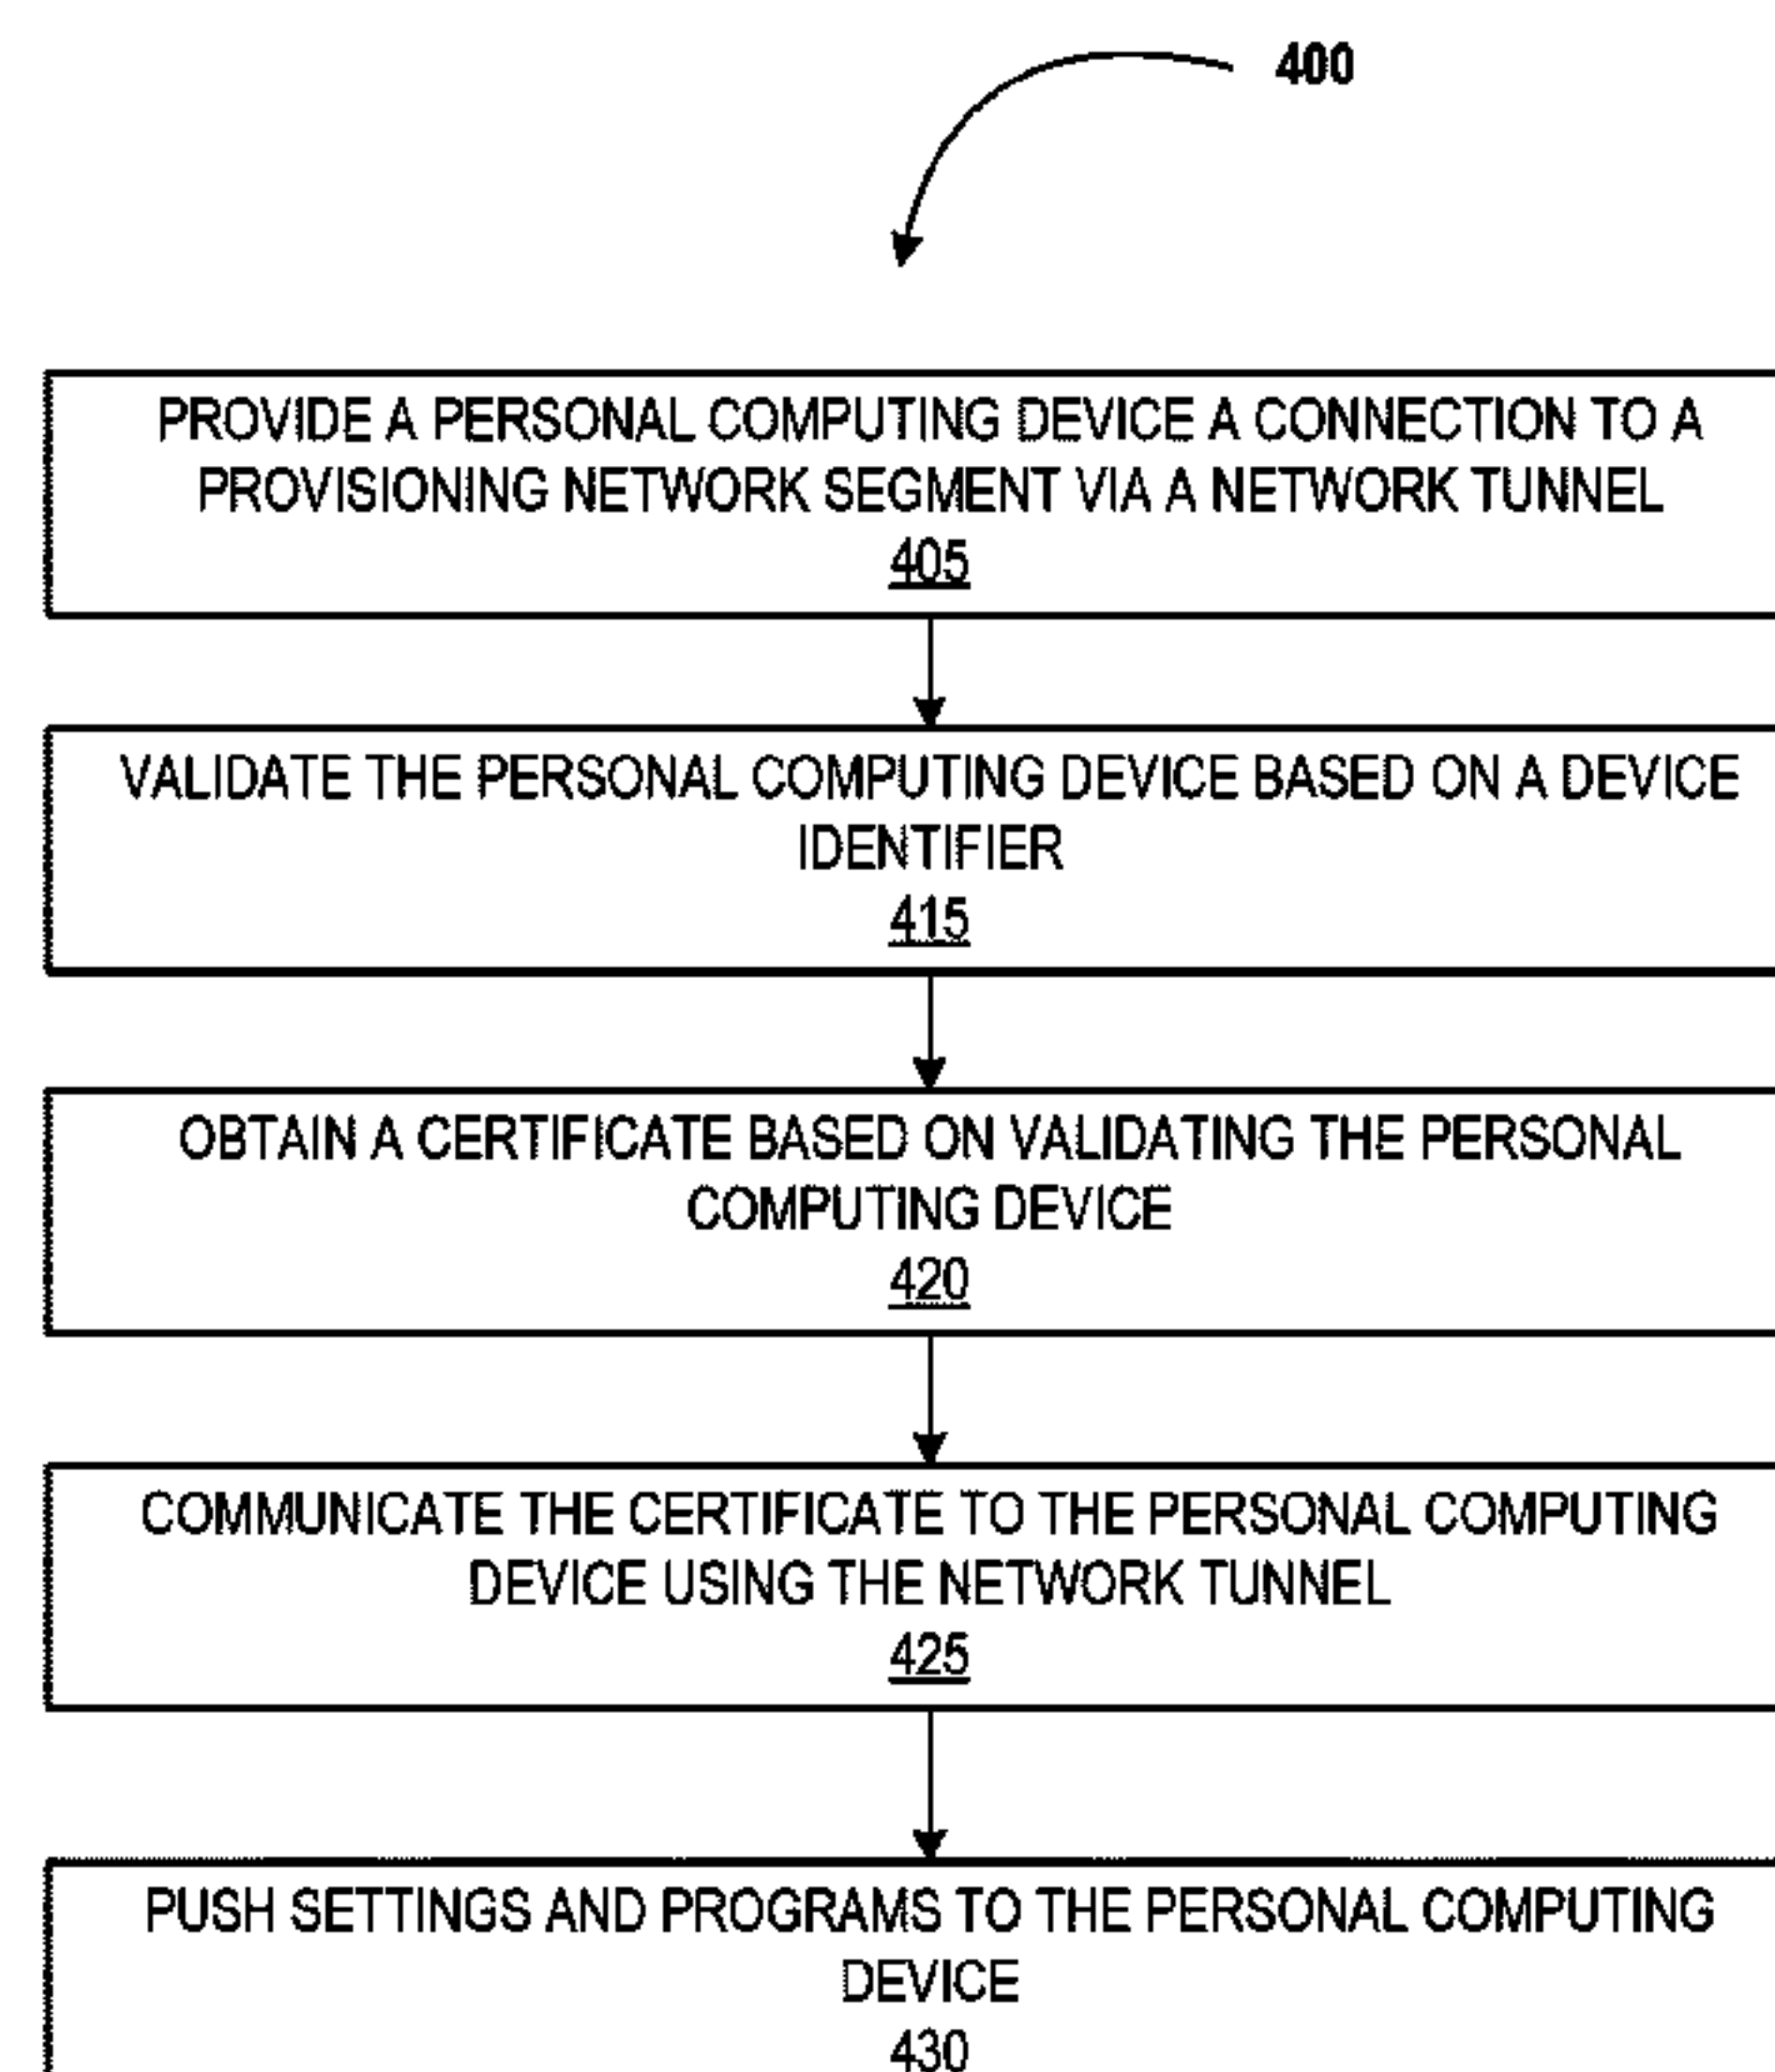 400
PROVIDE A PERSONAL COMPUTING DEVICE A CONNECTION TO A
PROVISIONING NETWORK SEGMENT VIA A NETWORK TUNNEL
405
VALIDATE THE PERSONAL COMPUTING DEVICE BASED ON A DEVICE
IDENTIFIER
415
OBTAIN A CERTIFICATE BASED ON VALIDATING THE PERSONAL
COMPUTING DEVICE
420
COMMUNICATE THE CERTIFICATE TO THE PERSONAL COMPUTING
DEVICE USING THE NETWORK TUNNEL
425
PUSH SETTINGS AND PROGRAMS TO THE PERSONAL COMPUTING
DEVICE
430